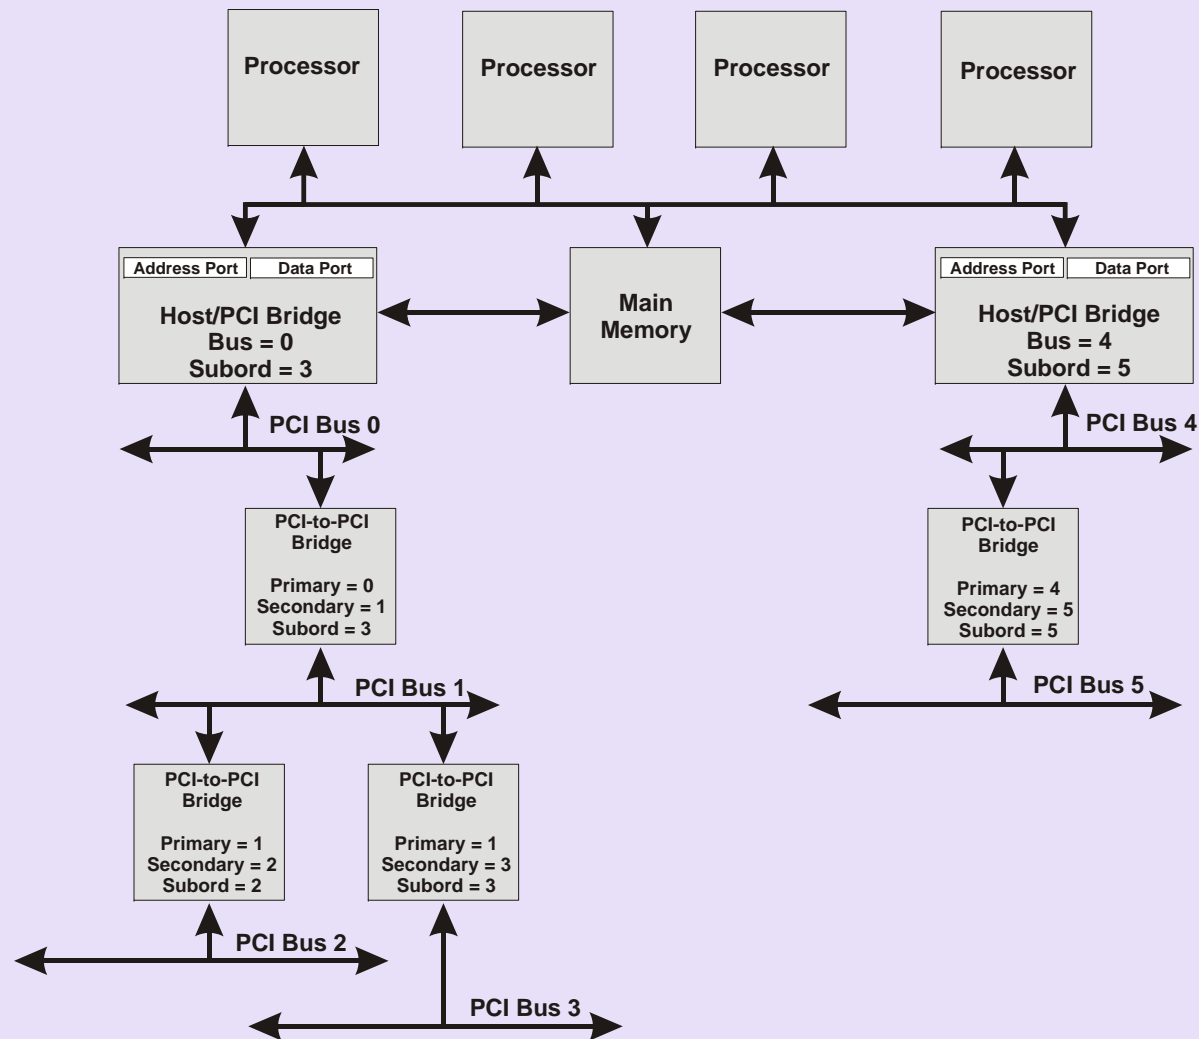 Processor
Processor
Processor
Processor
Address Port
Data Port
Host/PCI Bridge
Bus = 0
Subord = 3
Main
Memory
Address Port
Data Port
Host/PCI Bridge
Bus = 4
Subord = 5
PCI Bus 0
PCI Bus 4
PCI-to-PCI
Bridge
Primary = 0
Secondary = 1
Subord = 3
PCI-to-PCI
Bridge
Primary = 4
Secondary = 5
Subord = 5
PCI Bus 1
PCI Bus 5
PCI-to-PCI
Bridge
Primary = 1
Secondary = 2
Subord = 2
PCI-to-PCI
Bridge
Primary = 1
Secondary = 3
Subord = 3
PCI Bus 2
PCI Bus 3